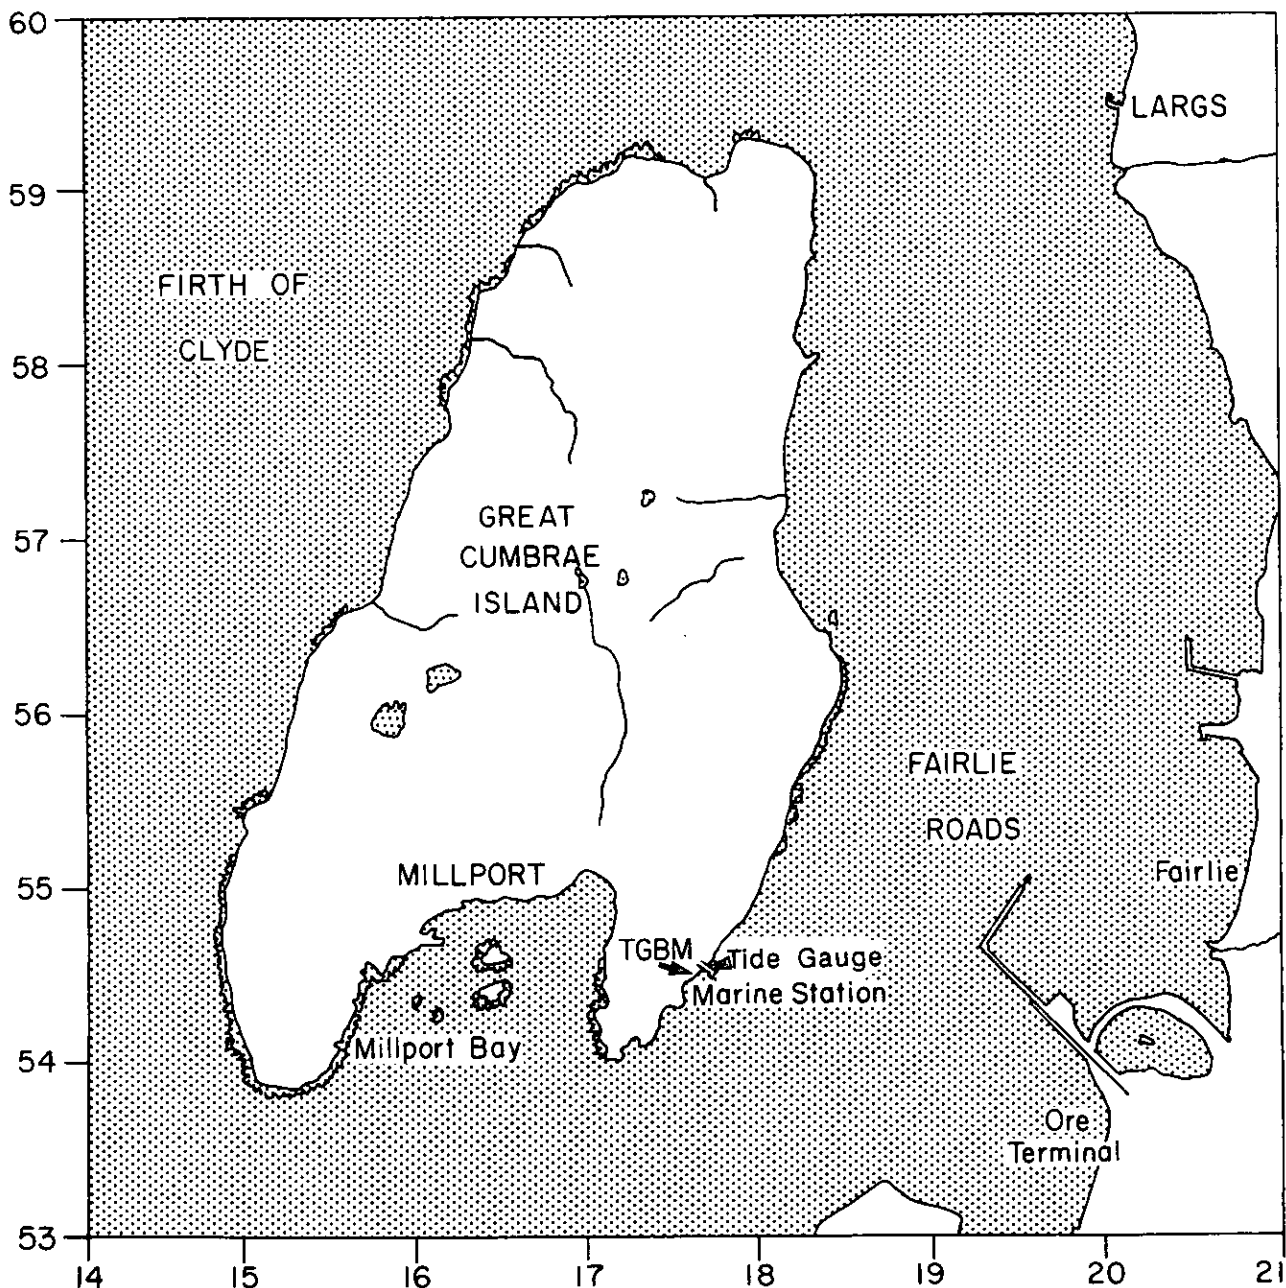 60
LARGS
59
FIRTH OF
CLYDE
58
GREAT
CUMBRAE
ISLAND
57
56
FAIRLIE
ROADS
MILLPORT
55
Fairlie
TGBM
Tide Gauge
Marine Station
Millport Bay
54
Ore
Terminal
53
14 15 16 17 18 19 20 21